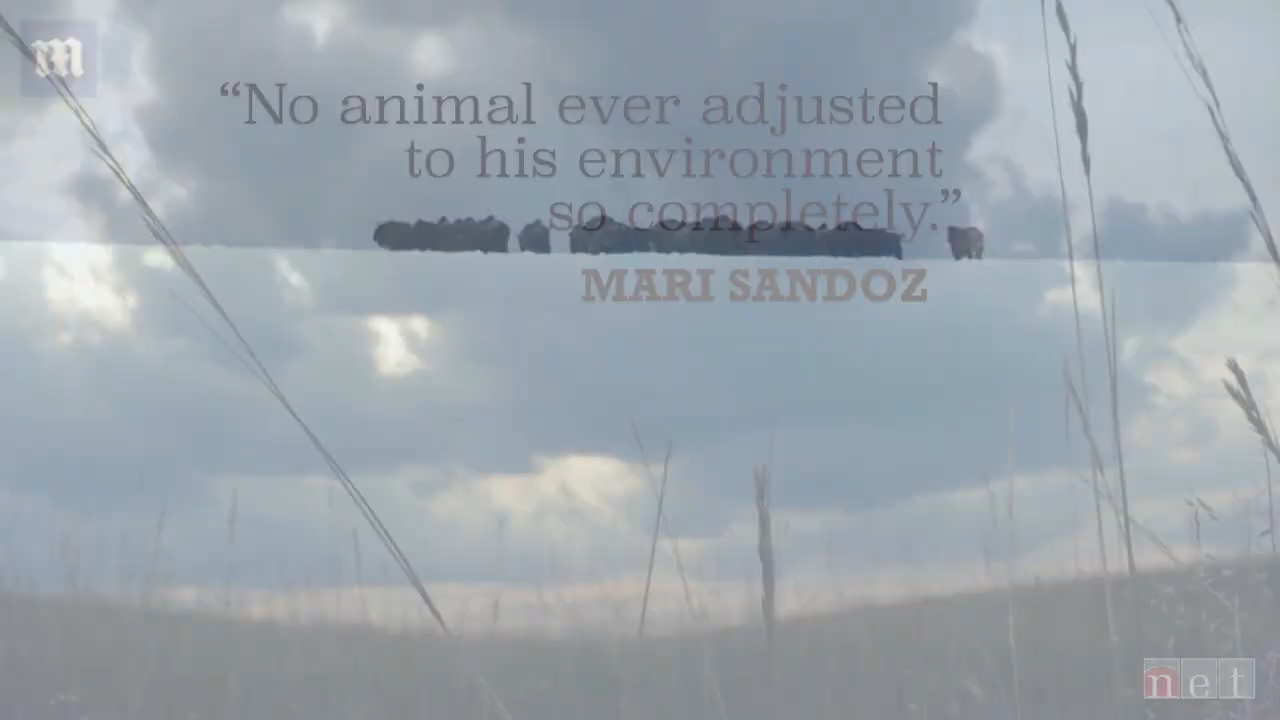 M
“No animal ever adjusted
to his environment
so completely.”
MARI SANDOZ
net